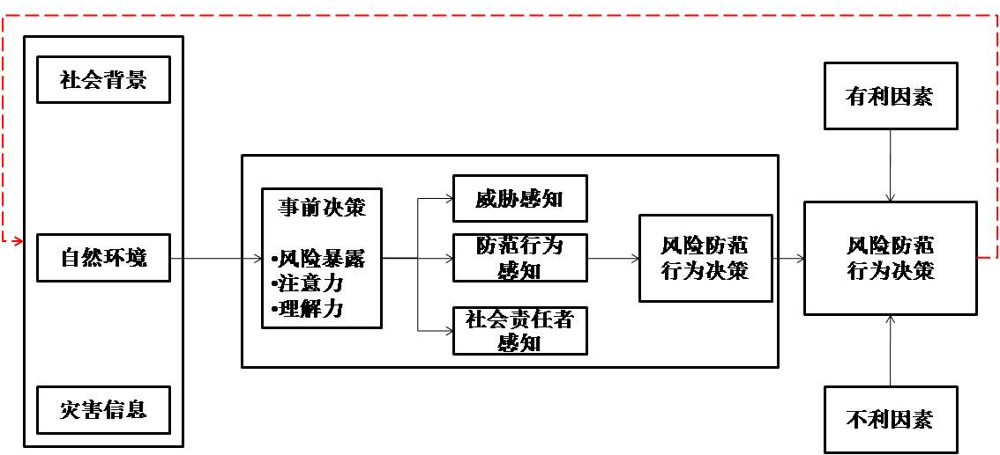 社会背景
自然环境
灾害信息
事前决策
•风险暴露
•注意力
•理解力
威胁感知
防范行为
感知
社会责任者
感知
风险防范
行为决策
有利因素
风险防范
行为决策
不利因素